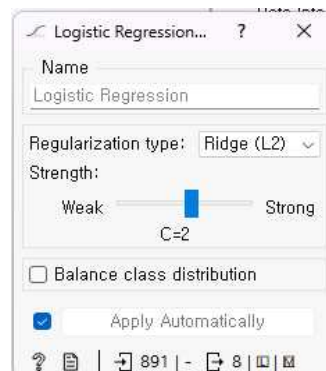 Logistic Regression... ? ×
Name
Logistic Regression
Regularization type: Ridge (L2)
Strength:
Weak Strong
C=2
Balance class distribution
Apply Automatically
? | 891 | - 8 |